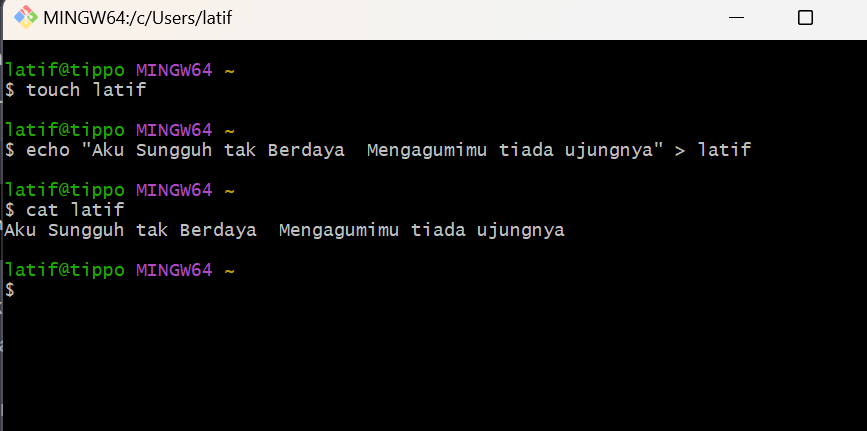 MINGW64:/c/Users/latif
latif@tippo MINGW64 ~
$ touch latif
latif@tippo MINGW64 ~
$ echo "Aku Sungguh tak Berdaya  Mengagumimu tiada ujungnya" > latif
latif@tippo MINGW64 ~
$ cat latif
Aku Sungguh tak Berdaya  Mengagumimu tiada ujungnya
latif@tippo MINGW64 ~
$